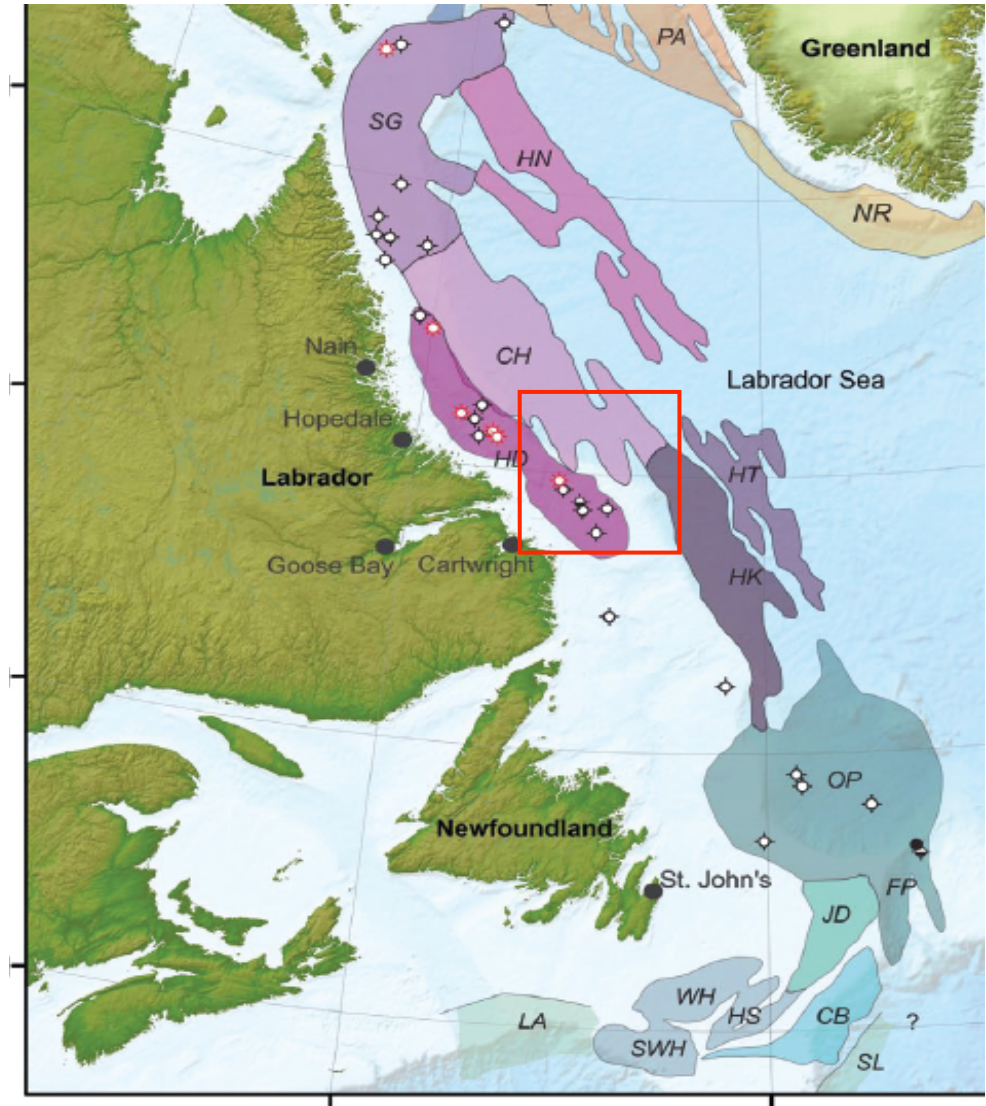 PA
Greenland
SG
HN
NR
CH
Nain
Labrador Sea
Hopedale
HD
HT
Labrador
Goose Bay
Cartwright
HK
OP
Newfoundland
St. John's
FP
JD
WH
HS
CB
?
LA
SWH
SL